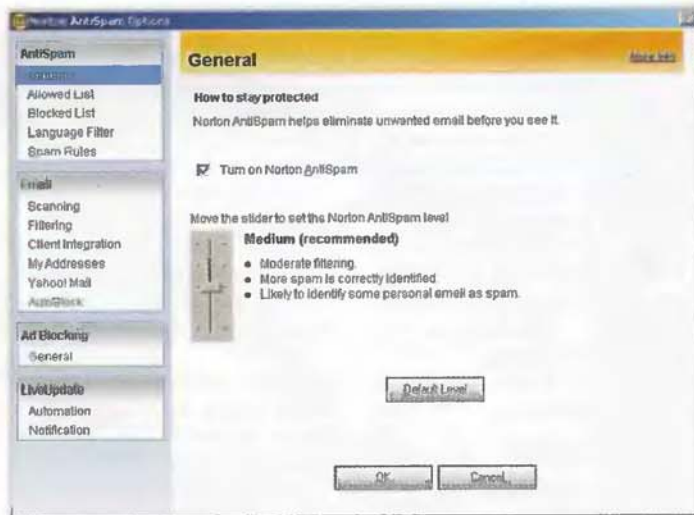 Norton AntiSpam Options
AntiSpam
General
Allowed List
Blocked List
Language Filter
Spam Rules
Email
Scanning
Filtering
Client Integration
My Addresses
Yahoo! Mail
AutoBlock
Ad Blocking
General
LiveUpdate
Automation
Notification
General
More Info
How to stay protected
Norton AntiSpam helps eliminate unwanted email before you see it.
Turn on Norton AntiSpam
Move the slider to set the Norton AntiSpam level
Medium (recommended)
Moderate filtering.
More spam is correctly identified.
Likely to identify some personal email as spam.
Default Level
OK
Cancel